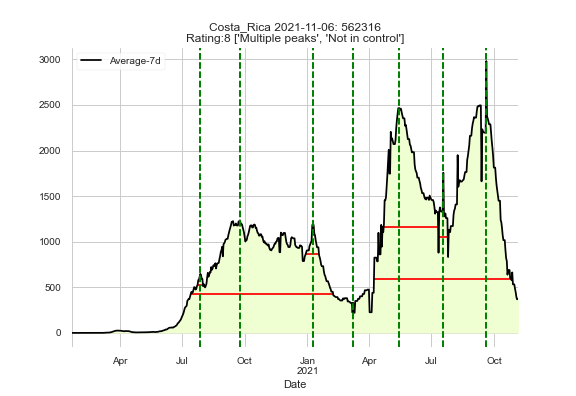 Costa_Rica 2021-11-06: 562316
Rating:8 ['Multiple peaks', 'Not in control']
Average-7d
3000
2500
2000
1500
1000
500
0
Apr
Jul
Oct
Jan
2021
Apr
Jul
Oct
Date